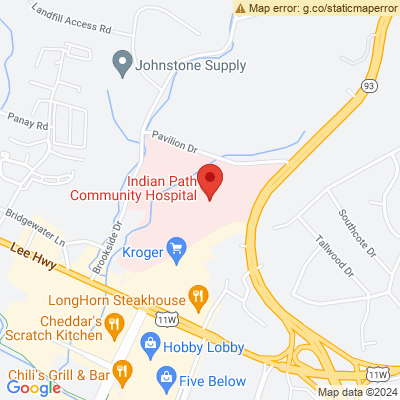 Map error: g.co/staticmaperror
Landfill Access Rd
Johnstone Supply
93
Panay Rd
Pavilion Dr
Indian Path
Community Hospital
Bridgewater Ln
Brookside Dr
Southcote Dr
Tallwood Dr
Lee Hwy
Kroger
LongHorn Steakhouse
11W
Cheddar's
Scratch Kitchen
Hobby Lobby
11W
11W
Chili's Grill & Bar
Five Below
Google
Map data ©2024